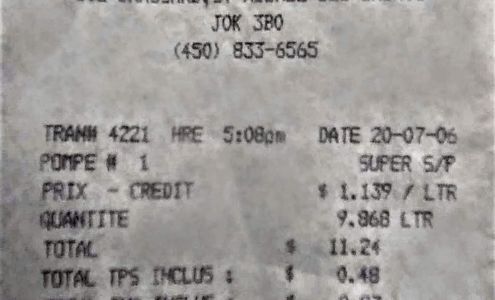 JOK 3B0
(450) 833-6565
TRAN# 4221 HRE 5:08pm DATE 20-07-06
POMPE # 1 SUPER S/P
PRIX - CREDIT $ 1.139 / LTR
QUANTITE 9.868 LTR
TOTAL $ 11.24
TOTAL TPS INCLUS : $ 0.48